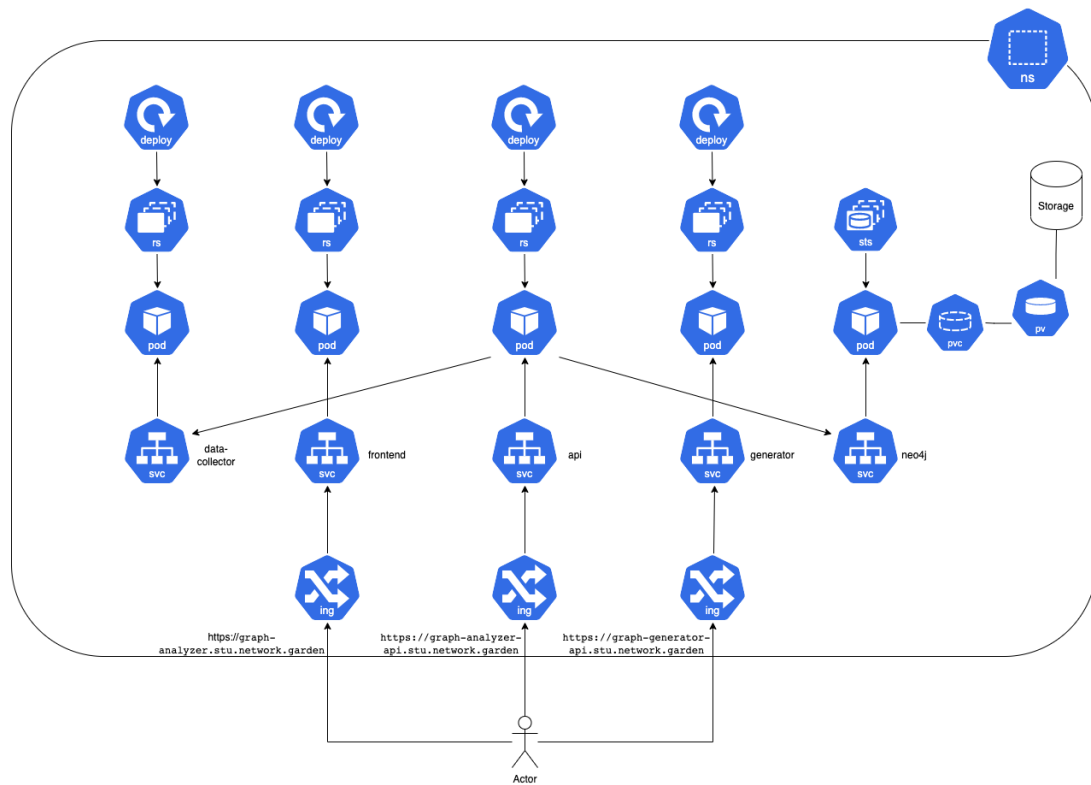 ns
deploy
deploy
deploy
deploy
rs
rs
rs
rs
sts
Storage
pod
pod
pod
pod
pod
pvc
pv
svc
data-
collector
svc
frontend
svc
api
svc
generator
svc
neo4j
ing
ing
ing
https://graph-
analyzer.stu.network.garden
https://graph-analyzer-
api.stu.network.garden
https://graph-generator-
api.stu.network.garden
Actor